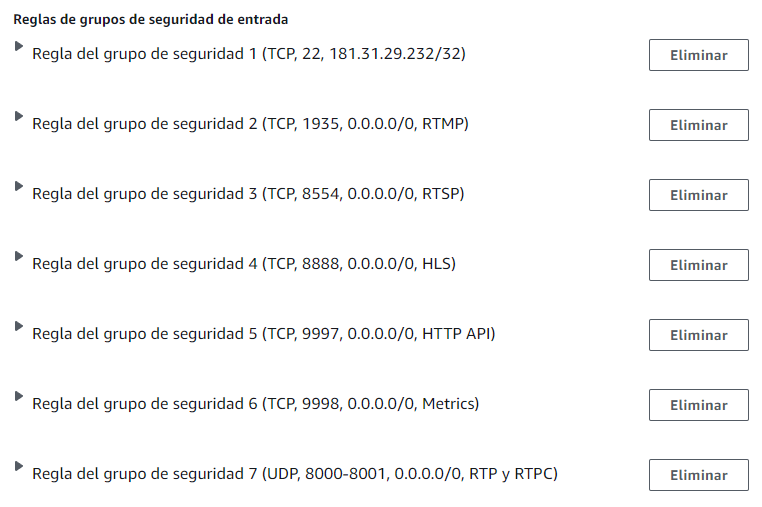 Reglas de grupos de seguridad de entrada
Regla del grupo de seguridad 1 (TCP, 22, 181.31.29.232/32) Eliminar
Regla del grupo de seguridad 2 (TCP, 1935, 0.0.0.0/0, RTMP) Eliminar
Regla del grupo de seguridad 3 (TCP, 8554, 0.0.0.0/0, RTSP) Eliminar
Regla del grupo de seguridad 4 (TCP, 8888, 0.0.0.0/0, HLS) Eliminar
Regla del grupo de seguridad 5 (TCP, 9997, 0.0.0.0/0, HTTP API) Eliminar
Regla del grupo de seguridad 6 (TCP, 9998, 0.0.0.0/0, Metrics) Eliminar
Regla del grupo de seguridad 7 (UDP, 8000-8001, 0.0.0.0/0, RTP y RTPC) Eliminar